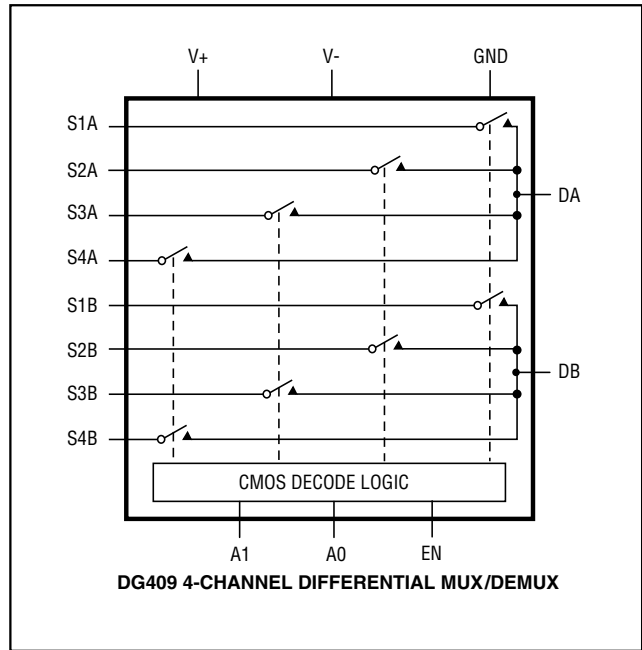 V+ V- GND
S1A
S2A
DA
S3A
S4A
S1B
S2B
DB
S3B
S4B
CMOS DECODE LOGIC
A1 A0 EN
DG409 4-CHANNEL DIFFERENTIAL MUX/DEMUX